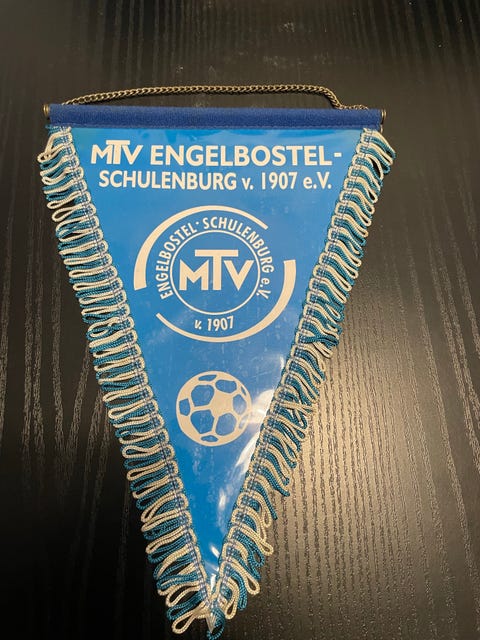 MTV ENGELBOSTEL-
SCHULENBURG v. 1907 e.V.
ENGELBOSTEL-SCHULENBURG e.V.
MTV
v. 1907